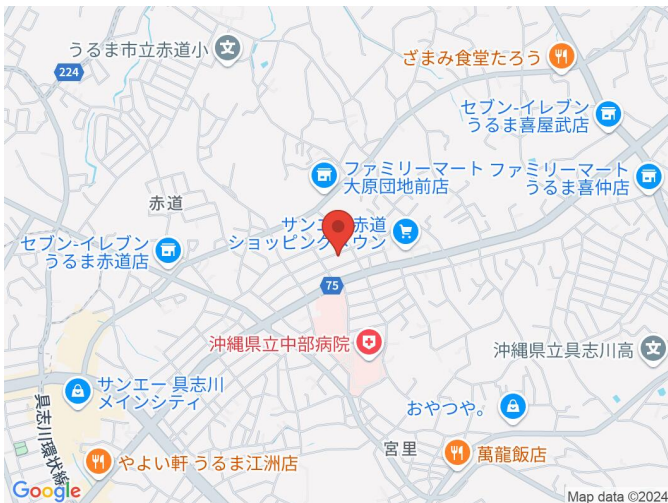 うるま市立赤道小
224
ざまみ食堂たろう
セブン-イレブン
うるま喜屋武店
ファミリーマート
大原団地前店
ファミリーマート
うるま喜仲店
赤道
サンエー赤道
ショッピングタウン
セブン-イレブン
うるま赤道店
75
沖縄県立中部病院
沖縄県立具志川高
サンエー 具志川
メインシティ
おやつや。
具志川環状線
宮里
萬龍飯店
やよい軒 うるま江洲店
Google
Map data ©2024